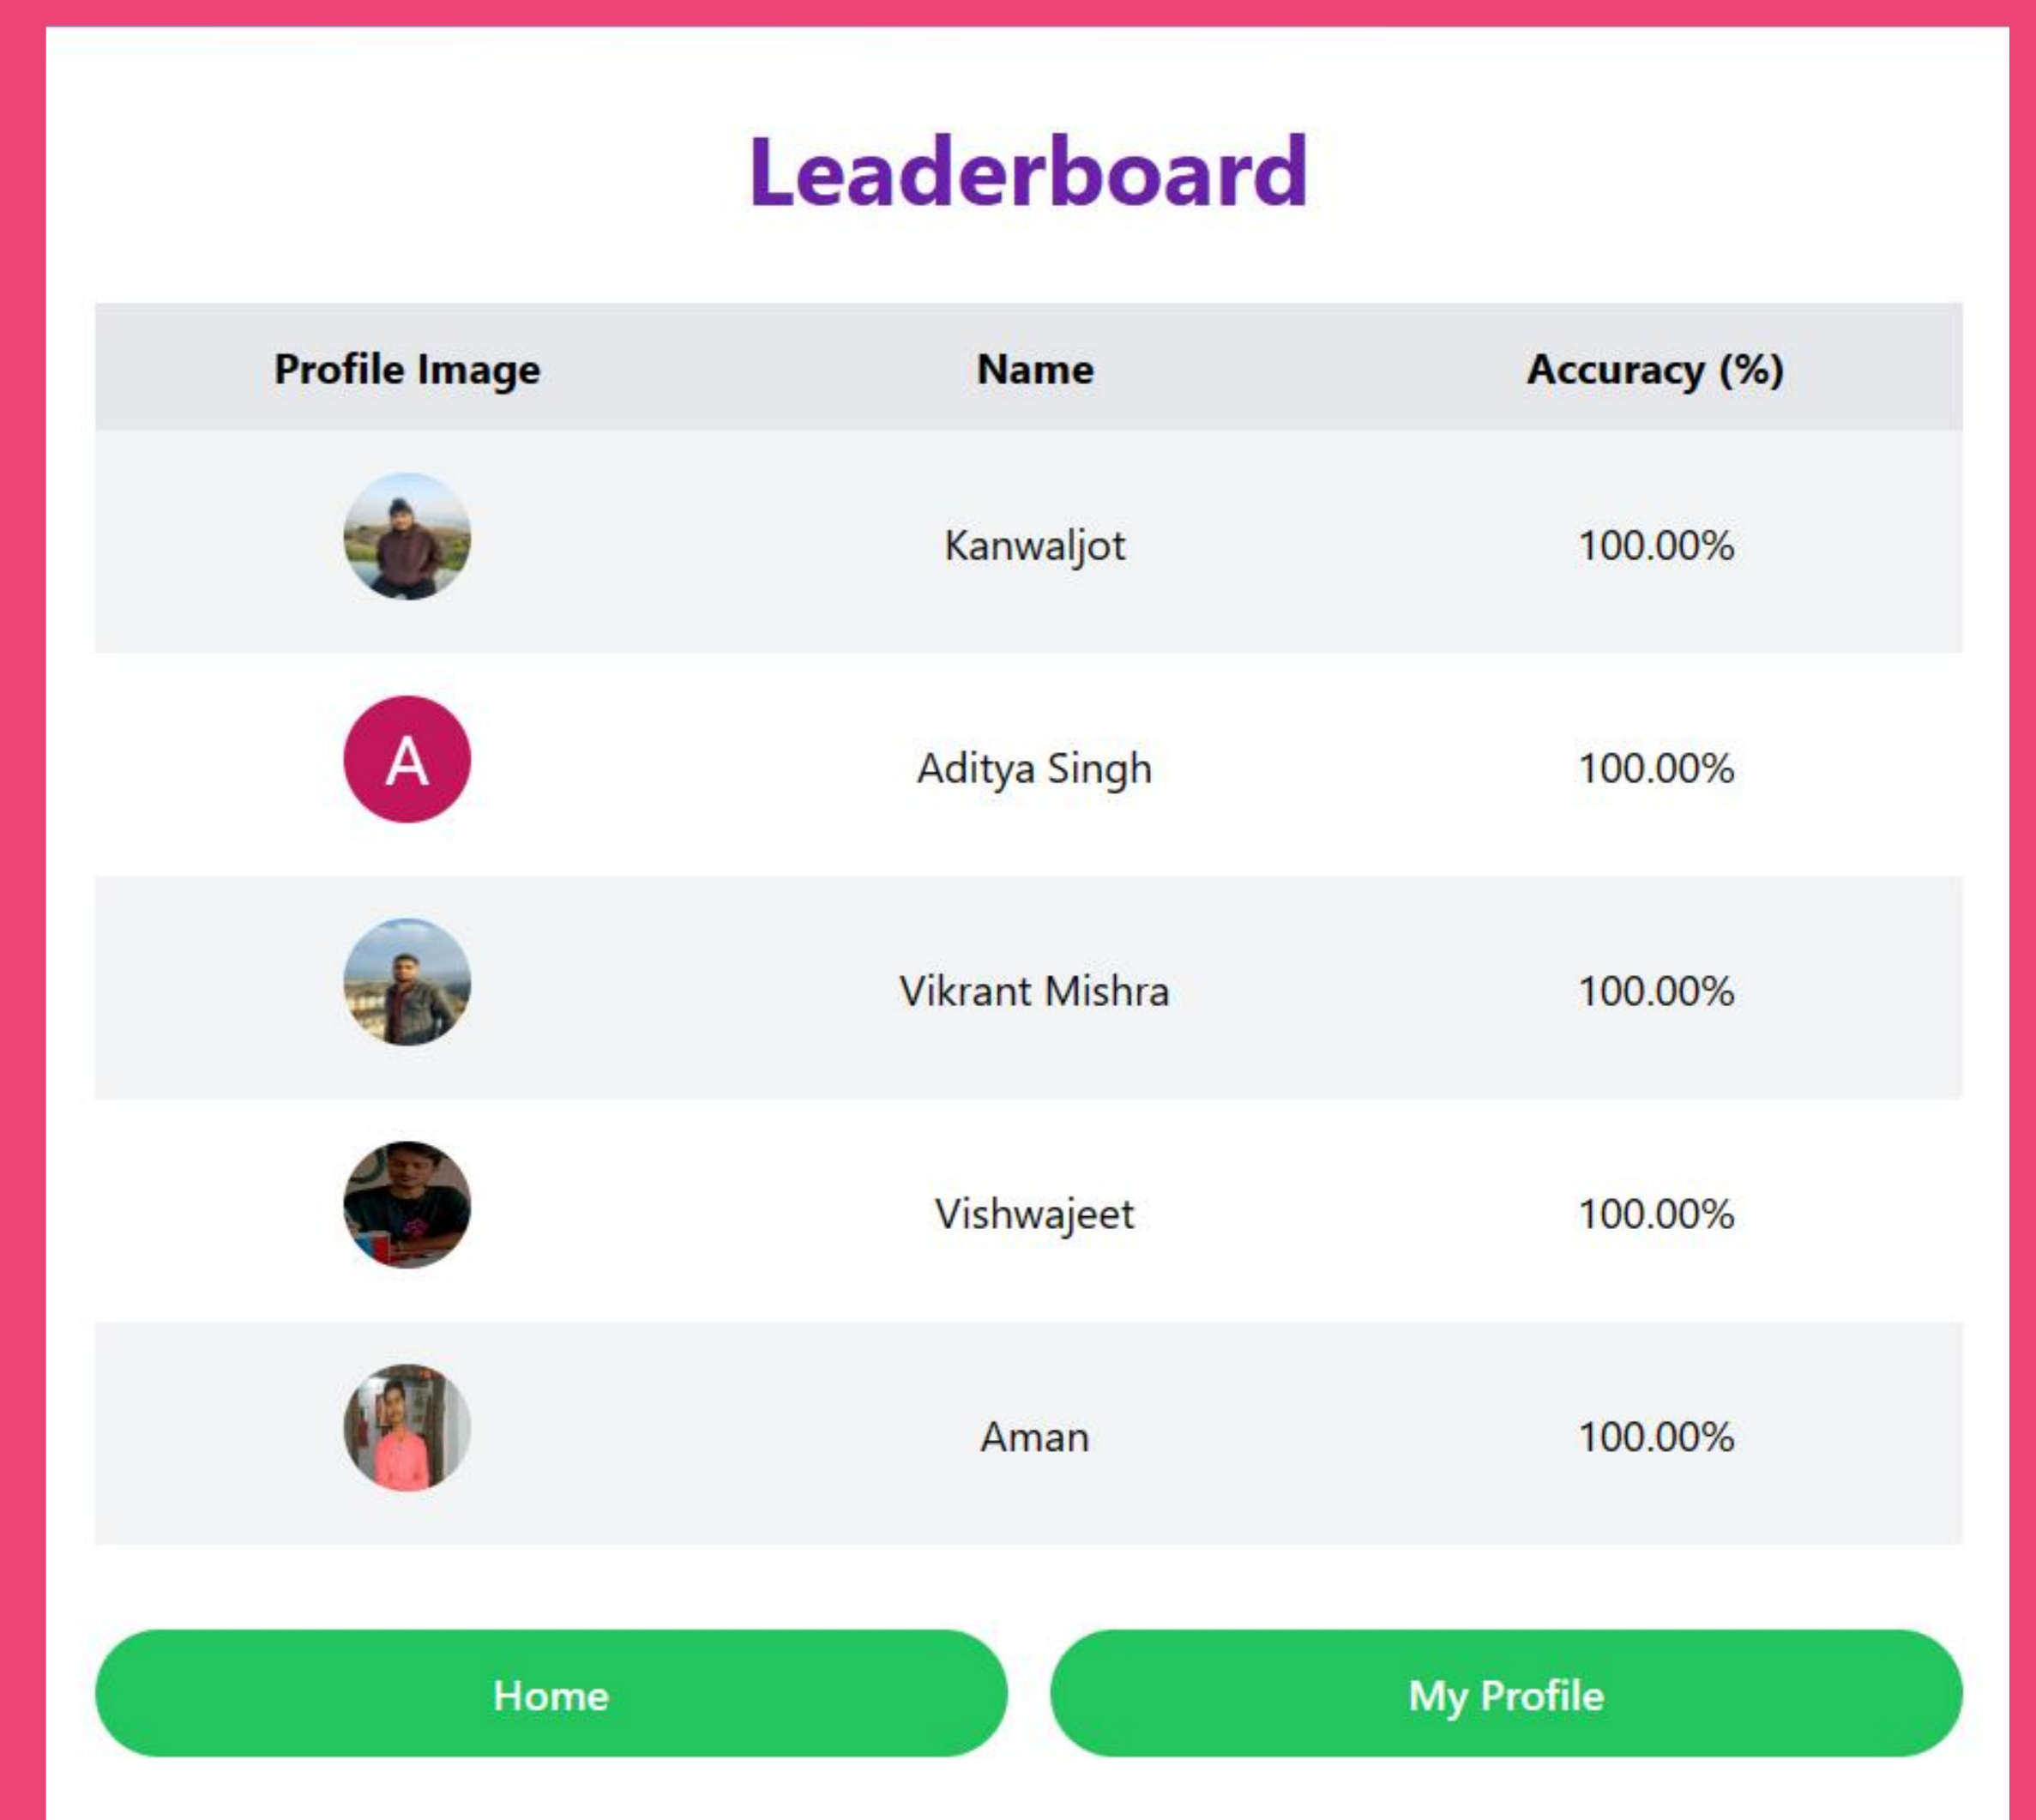 Leaderboard
Profile Image Name Accuracy (%)
Kanwaljot 100.00%
A Aditya Singh 100.00%
Vikrant Mishra 100.00%
Vishwajeet 100.00%
Aman 100.00%
Home My Profile